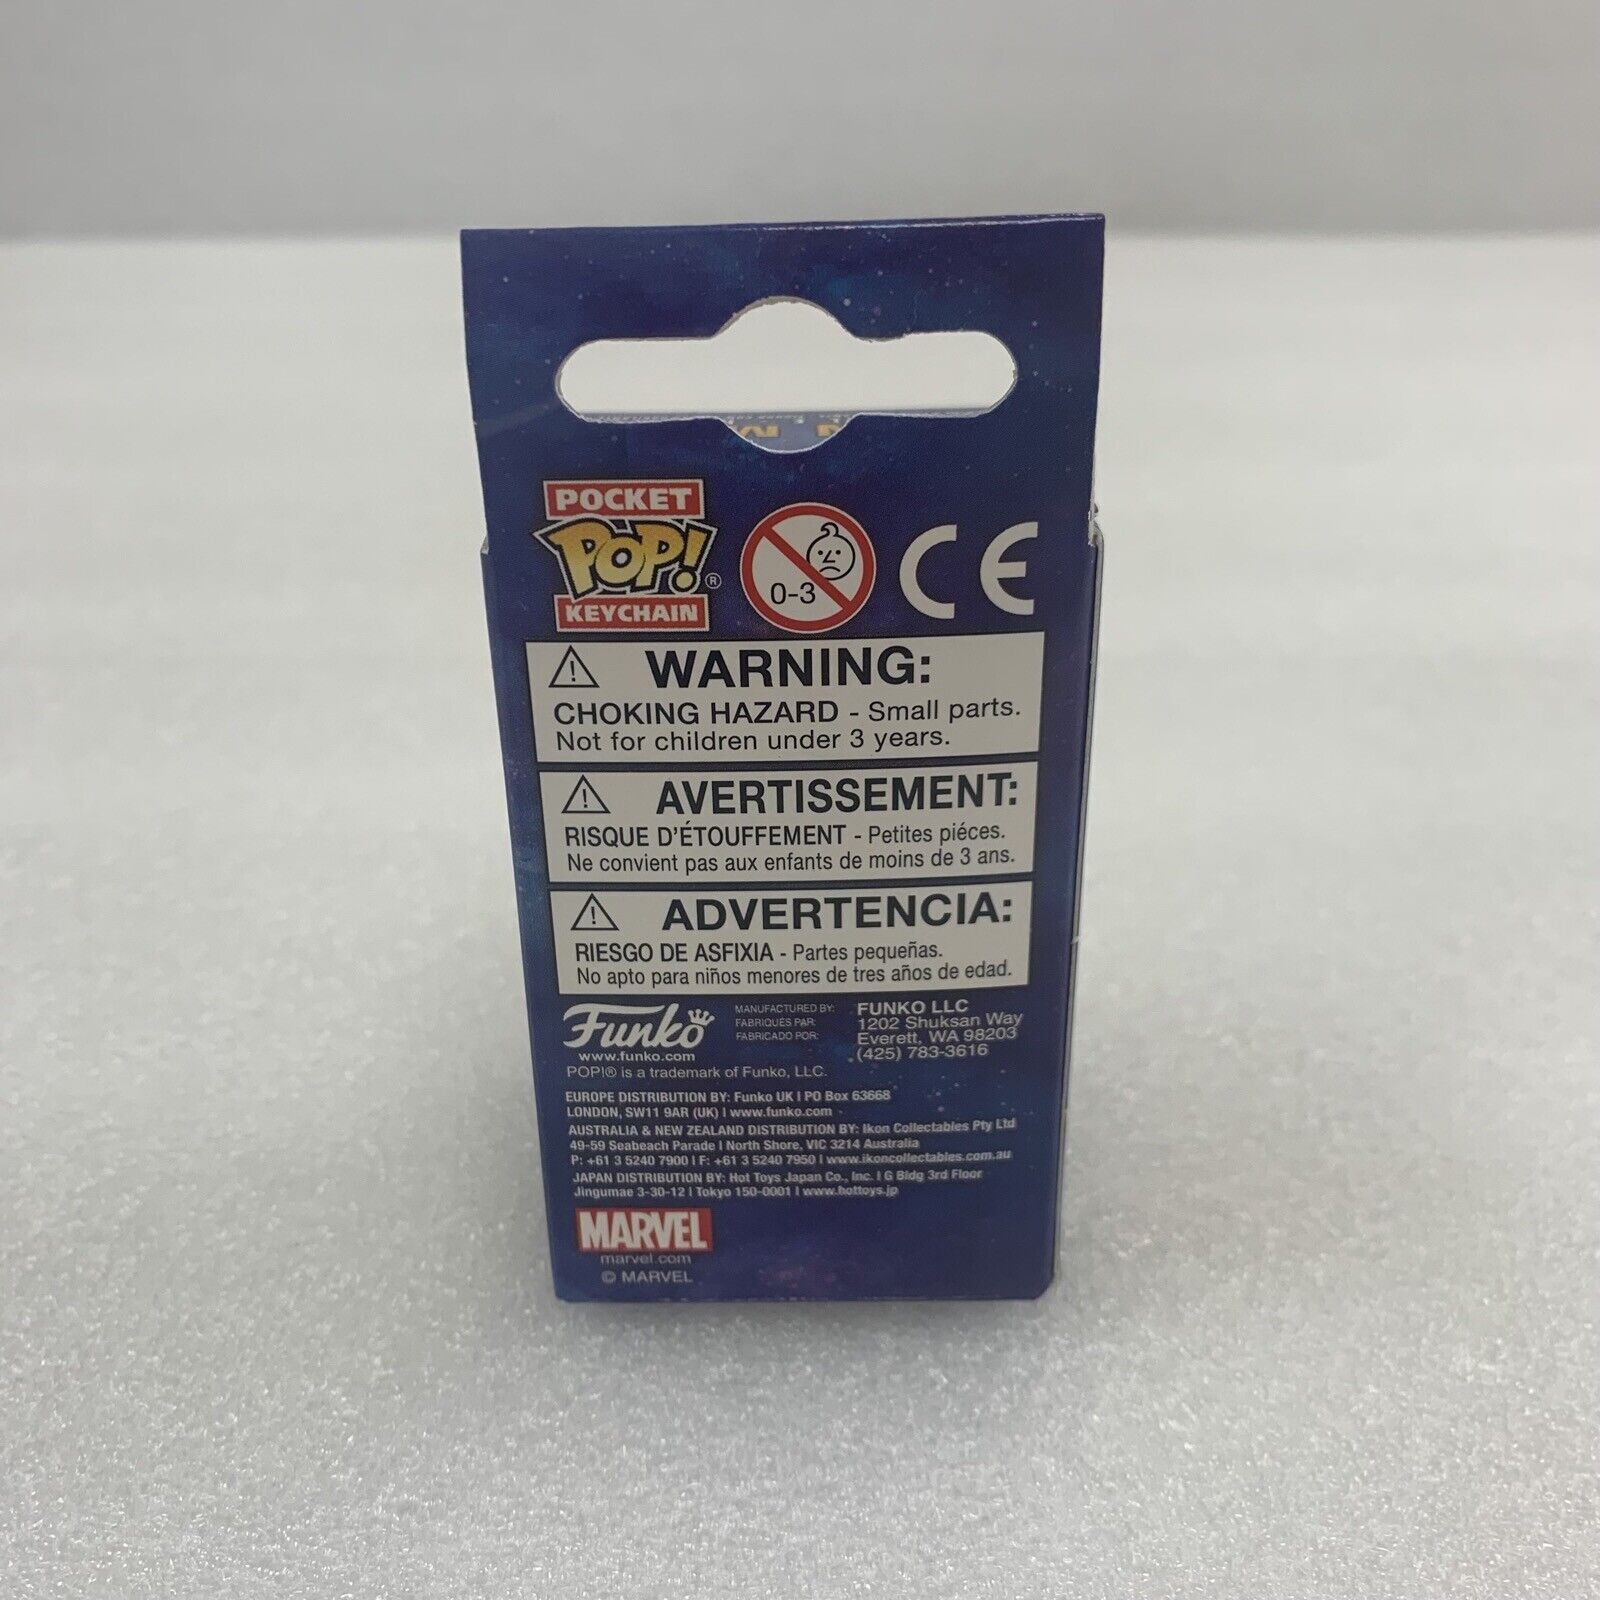 POCKET
POP!®
KEYCHAIN
0-3
CE
WARNING:
CHOKING HAZARD - Small parts.
Not for children under 3 years.
AVERTISSEMENT:
RISQUE D'ÉTOUFFEMENT - Petites piéces.
Ne convient pas aux enfants de moins de 3 ans.
ADVERTENCIA:
RIESGO DE ASFIXIA - Partes pequeñas.
No apto para niños menores de tres años de edad.
Funko
www.funko.com
MANUFACTURED BY:
FABRIQUÉS PAR:
FABRICADO POR:
FUNKO LLC
1202 Shuksan Way
Everett, WA 98203
(425) 783-3616
POP!® is a trademark of Funko, LLC.
EUROPE DISTRIBUTION BY: Funko UK | PO Box 63668
LONDON, SW11 9AR (UK) | www.funko.com
AUSTRALIA & NEW ZEALAND DISTRIBUTION BY: Ikon Collectables Pty Ltd
49-59 Seabeach Parade | North Shore, VIC 3214 Australia
P: +61 3 5240 7900 | F: +61 3 5240 7950 | www.ikoncollectables.com.au
JAPAN DISTRIBUTION BY: Hot Toys Japan Co., Inc. | G Bldg 3rd Floor
Jingumae 3-30-12 | Tokyo 150-0001 | www.hottoys.jp
MARVEL
marvel.com
© MARVEL